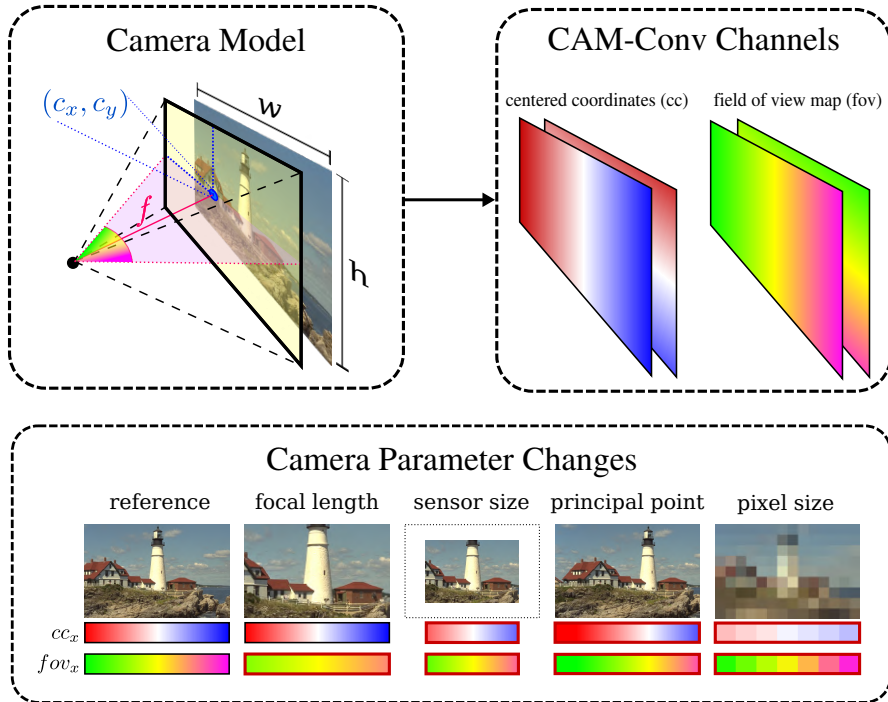 Camera Model
(c_x, c_y)
w
f
h
CAM-Conv Channels
centered coordinates (cc)
field of view map (fov)
Camera Parameter Changes
reference
focal length
sensor size
principal point
pixel size
cc_x
fov_x